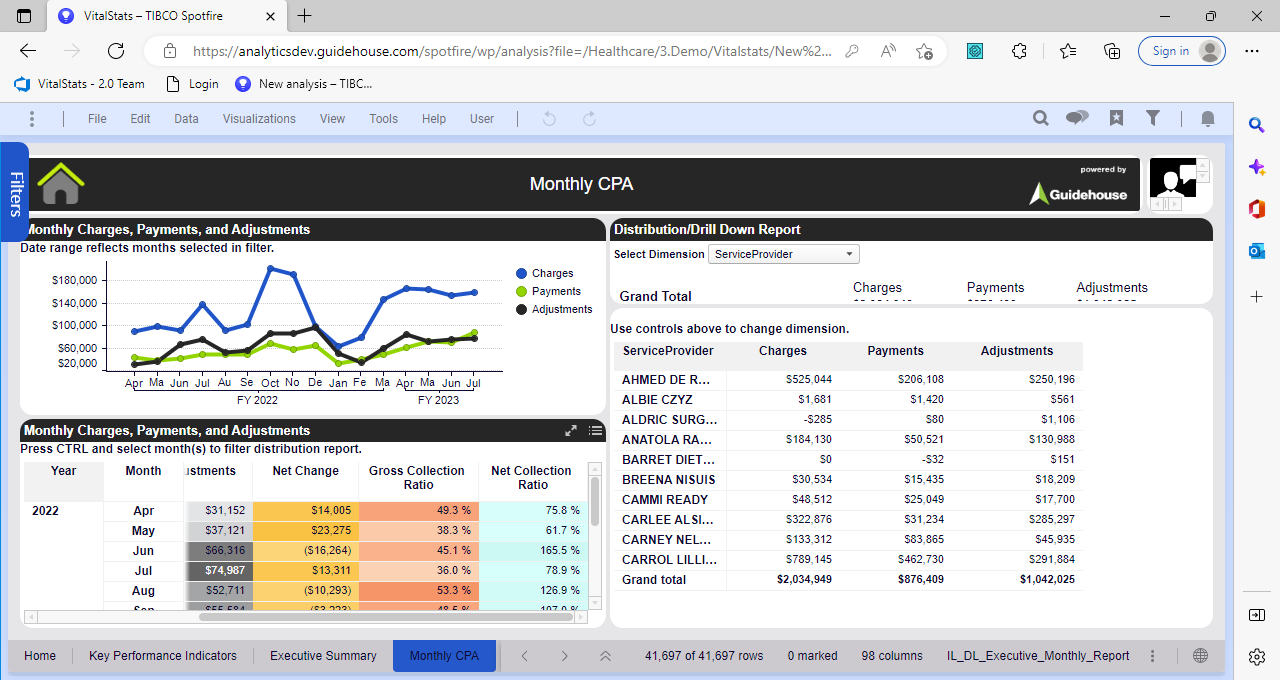 VitalStats – TIBCO Spotfire
https://analyticsdev.guidehouse.com/spotfire/wp/analysis?file=/Healthcare/3.Demo/Vitalstats/New%2...
Sign in
VitalStats - 2.0 Team
Login
New analysis – TIBC...
File Edit Data Visualizations View Tools Help User
Filters
Monthly CPA
powered by
Guidehouse
Monthly Charges, Payments, and Adjustments
Date range reflects months selected in filter.
$180,000
$140,000
$100,000
$60,000
$20,000
Apr Ma Jun Jul Au Se Oct No De Jan Fe Ma Apr Ma Jun Jul
FY 2022 FY 2023
Charges
Payments
Adjustments
Distribution/Drill Down Report
Select Dimension ServiceProvider
Charges Payments Adjustments
Grand Total
Use controls above to change dimension.
ServiceProvider Charges Payments Adjustments
AHMED DE R... $525,044 $206,108 $250,196
ALBIE CZYZ $1,681 $1,420 $561
ALDRIC SURG... -$285 $80 $1,106
ANATOLA RA... $184,130 $50,521 $130,988
BARRET DIET... $0 -$32 $151
BREENA NISUIS $30,534 $15,435 $18,209
CAMMI READY $48,512 $25,049 $17,700
CARLEE ALSI... $322,876 $31,234 $285,297
CARNEY NEL... $133,312 $83,865 $45,935
CARROL LILLI... $789,145 $462,730 $291,884
Grand total $2,034,949 $876,409 $1,042,025
Monthly Charges, Payments, and Adjustments
Press CTRL and select month(s) to filter distribution report.
Year Month ustments Net Change Gross Collection Ratio Net Collection Ratio
2022 Apr $31,152 $14,005 49.3 % 75.8 %
May $37,121 $23,275 38.3 % 61.7 %
Jun $66,316 ($16,264) 45.1 % 165.5 %
Jul $74,987 $13,311 36.0 % 78.9 %
Aug $52,711 ($10,293) 53.3 % 126.9 %
Sep $55,584 ($3,223) 48.5 %
Home Key Performance Indicators Executive Summary Monthly CPA
41,697 of 41,697 rows 0 marked 98 columns IL_DL_Executive_Monthly_Report